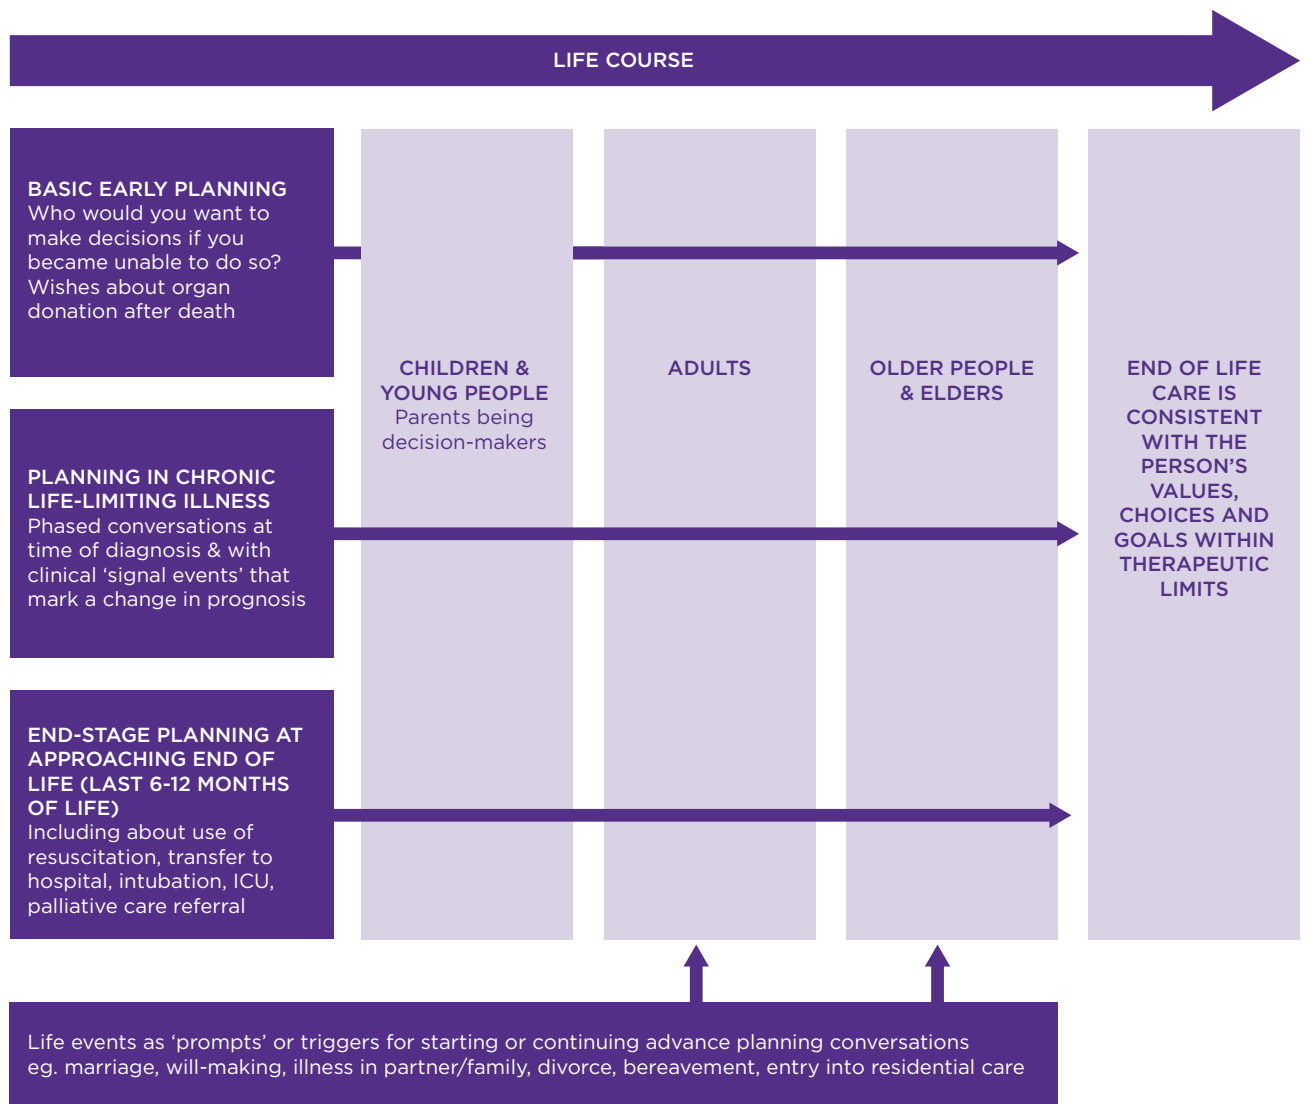 LIFE COURSE
BASIC EARLY PLANNING
Who would you want to
make decisions if you
became unable to do so?
Wishes about organ
donation after death
CHILDREN &
YOUNG PEOPLE
Parents being
decision-makers
ADULTS
OLDER PEOPLE
& ELDERS
END OF LIFE
CARE IS
CONSISTENT
WITH THE
PERSON’S
VALUES,
CHOICES AND
GOALS WITHIN
THERAPEUTIC
LIMITS
PLANNING IN CHRONIC
LIFE-LIMITING ILLNESS
Phased conversations at
time of diagnosis & with
clinical ‘signal events’ that
mark a change in prognosis
END-STAGE PLANNING AT
APPROACHING END OF
LIFE (LAST 6-12 MONTHS
OF LIFE)
Including about use of
resuscitation, transfer to
hospital, intubation, ICU,
palliative care referral
Life events as ‘prompts’ or triggers for starting or continuing advance planning conversations
eg. marriage, will-making, illness in partner/family, divorce, bereavement, entry into residential care